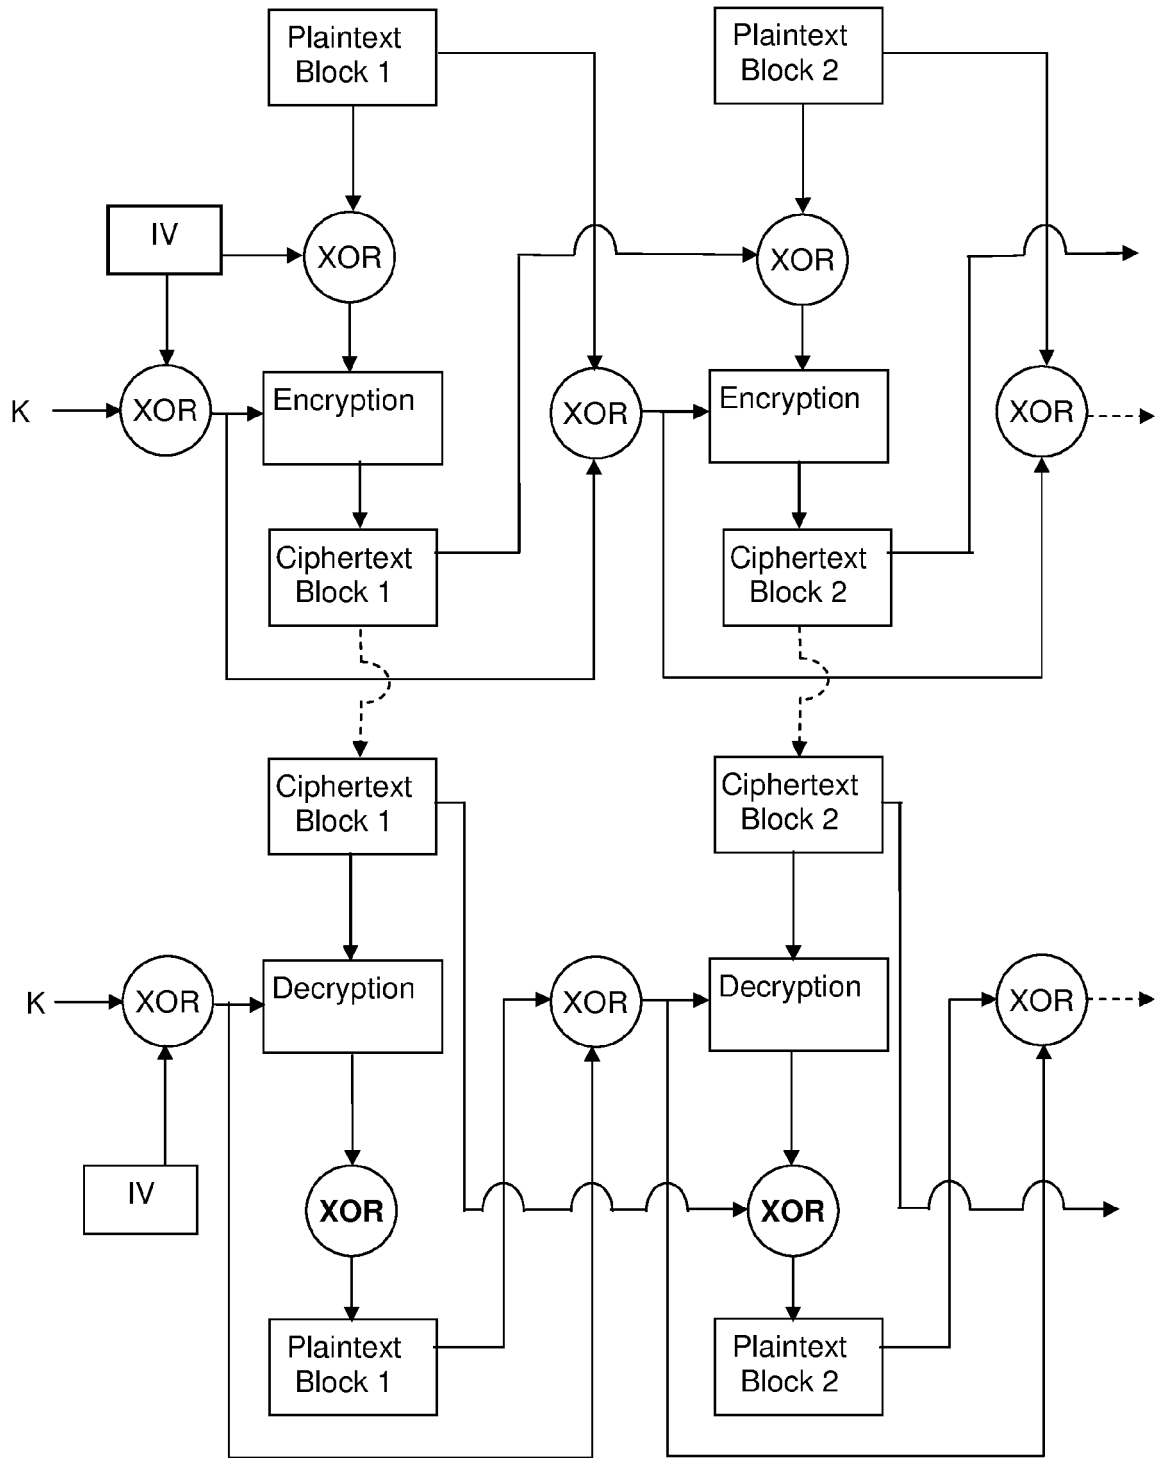 Plaintext
Block 1
Plaintext
Block 2
IV
XOR
XOR
K
XOR
Encryption
XOR
Encryption
XOR
Ciphertext
Block 1
Ciphertext
Block 2
Ciphertext
Block 1
Ciphertext
Block 2
K
XOR
Decryption
XOR
Decryption
XOR
IV
XOR
XOR
Plaintext
Block 1
Plaintext
Block 2